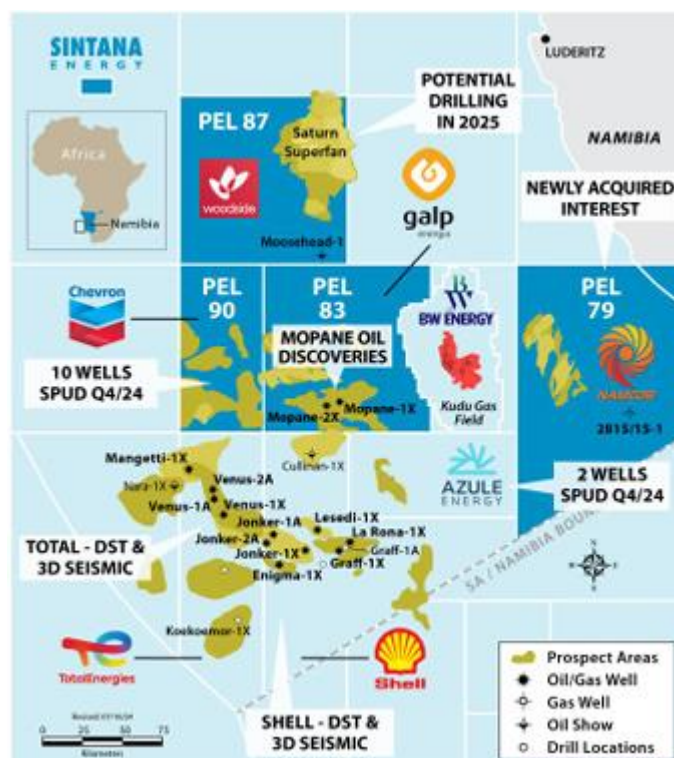 SINTANA
ENERGY
Africa
Namibia
PEL 87
woodside
Saturn
Superfan
Moosehead-1
POTENTIAL
DRILLING
IN 2025
galp
energia
LUDERITZ
NAMIBIA
NEWLY ACQUIRED
INTEREST
Chevron
10 WELLS
SPUD Q4/24
PEL
90
PEL
83
MOPANE OIL
DISCOVERIES
Mopane-2X
Mopane-1X
BW
BW ENERGY
Kudu Gas
Field
PEL
79
NAMCOR
2815/15-1
2 WELLS
SPUD Q4/24
AZULE
ENERGY
Cullinan-1X
Mangetti-1X
Nara-1X
Venus-2A
Venus-1A
Venus-1X
Jonker-1A
Jonker-2A
Jonker-1X
Lesedi-1X
La Rona-1X
Graff-1A
Graff-1X
Enigma-1X
TOTAL - DST &
3D SEISMIC
Koekoemor-1X
TotalEnergies
Shell
SHELL - DST &
3D SEISMIC
SA / NAMIBIA BOUN
N
Prospect Areas
Oil/Gas Well
Gas Well
Oil Show
Drill Locations
0 25 50 75
Kilometers